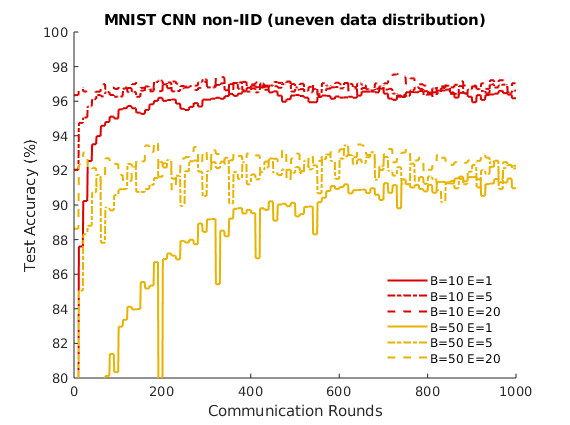 MNIST CNN non-IID (uneven data distribution)
100
98
96
94
92
90
88
86
84
82
80
Test Accuracy (%)
B=10 E=1
B=10 E=5
B=10 E=20
B=50 E=1
B=50 E=5
B=50 E=20
0 200 400 600 800 1000
Communication Rounds